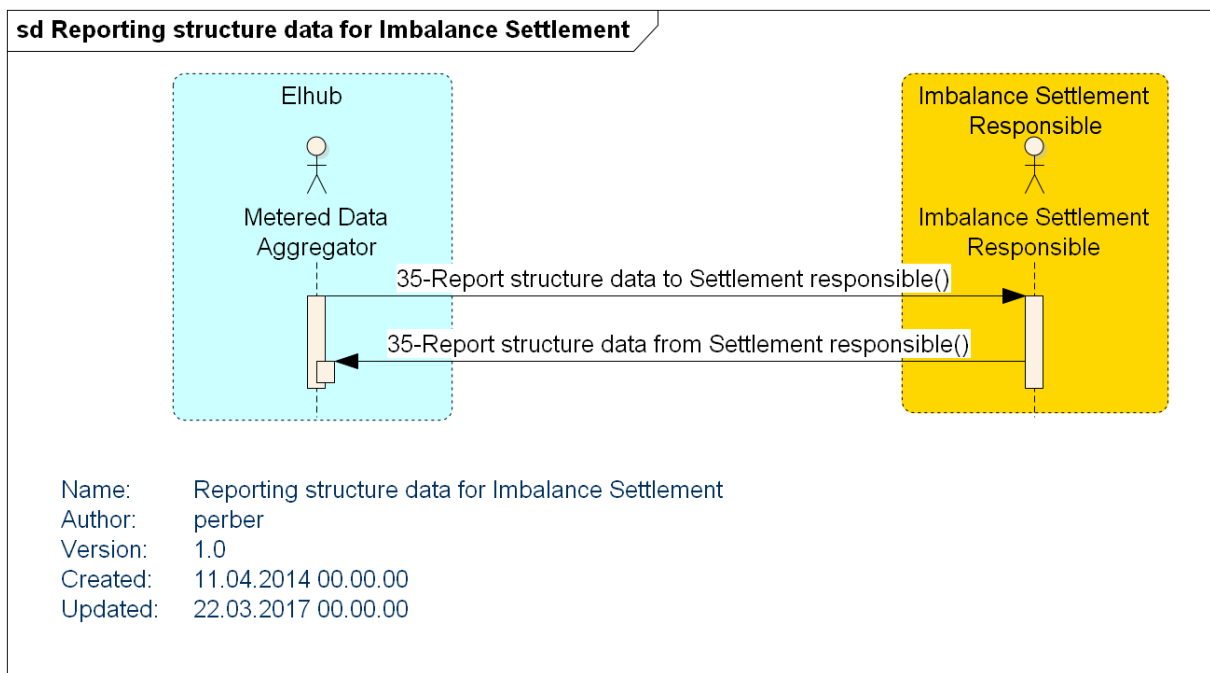 sd Reporting structure data for Imbalance Settlement
Elhub
Imbalance Settlement
Responsible
Metered Data
Aggregator
Imbalance Settlement
Responsible
35-Report structure data to Settlement responsible()
35-Report structure data from Settlement responsible()
Name: Reporting structure data for Imbalance Settlement
Author: perber
Version: 1.0
Created: 11.04.2014 00.00.00
Updated: 22.03.2017 00.00.00